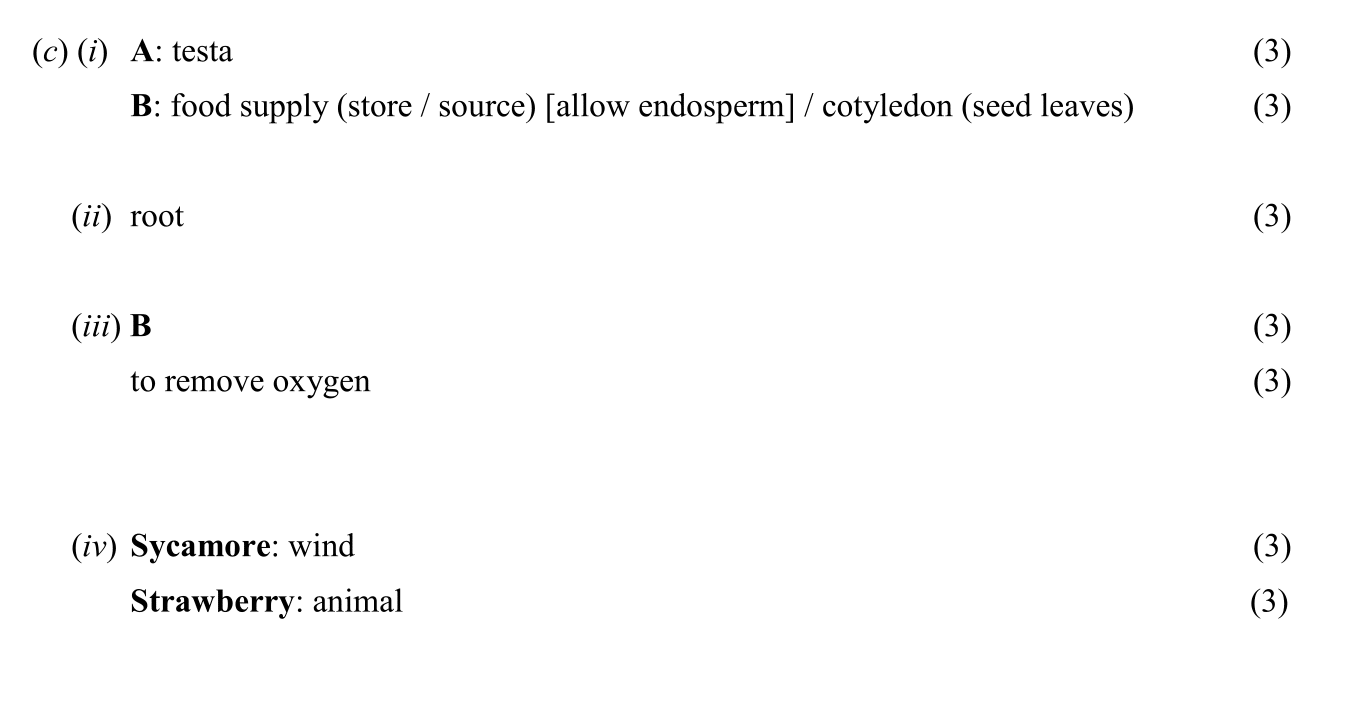 (c) (i) A: testa (3)
B: food supply (store / source) [allow endosperm] / cotyledon (seed leaves) (3)
(ii) root (3)
(iii) B (3)
to remove oxygen (3)
(iv) Sycamore: wind (3)
Strawberry: animal (3)